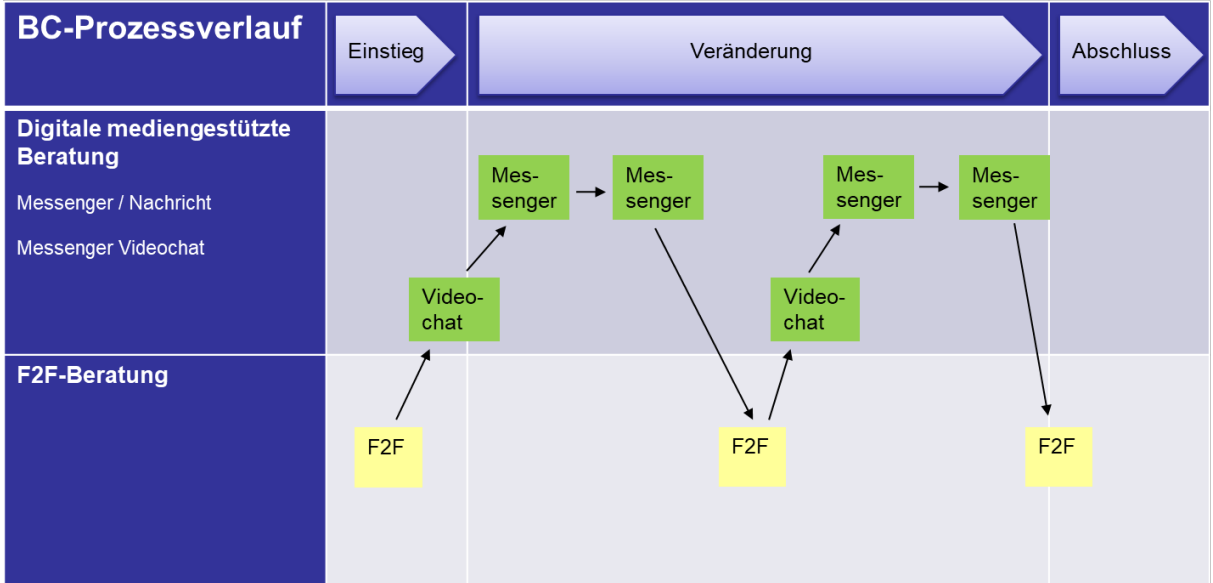 BC-Prozessverlauf
Einstieg
Veränderung
Abschluss
Digitale mediengestützte
Beratung
Messenger / Nachricht
Messenger Videochat
Mes-
senger
Mes-
senger
Mes-
senger
Mes-
senger
Video-
chat
Video-
chat
F2F-Beratung
F2F
F2F
F2F